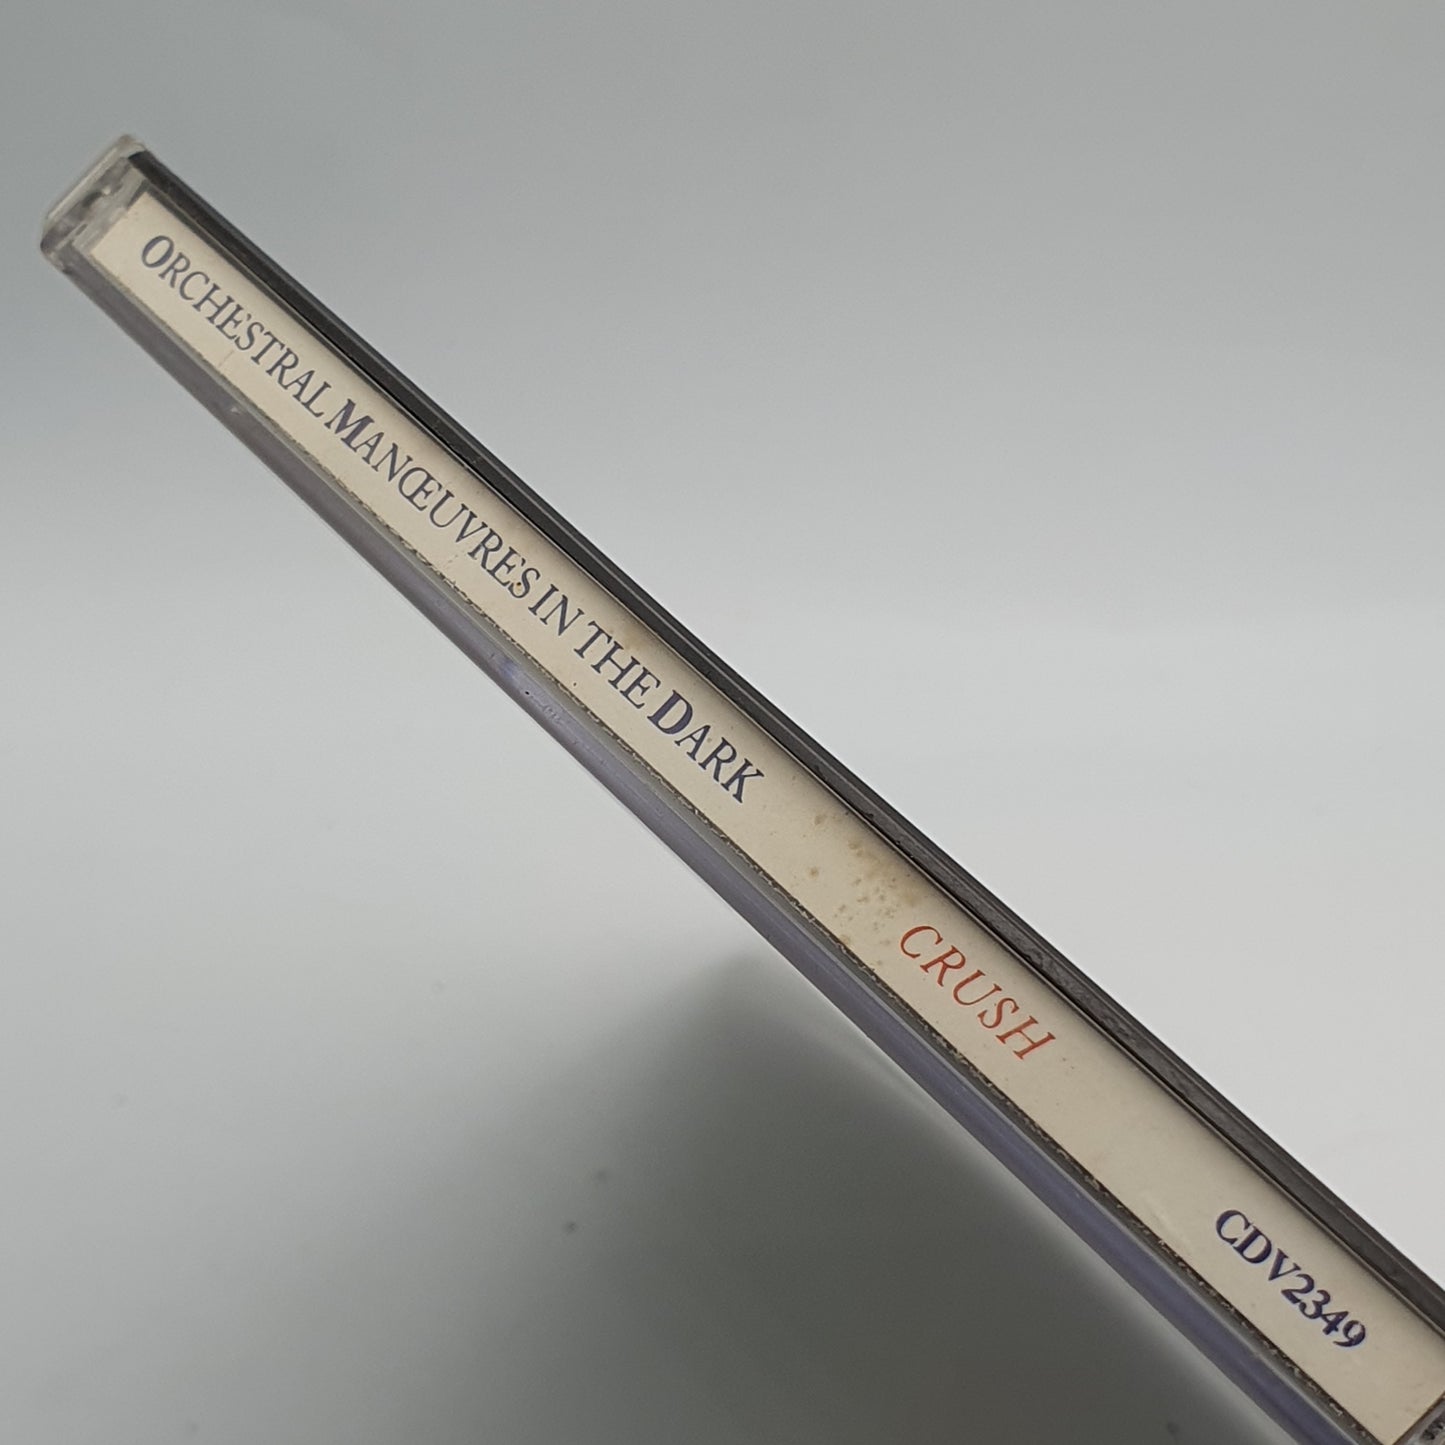 ORCHESTRAL MANŒUVRES IN THE DARK CRUSH CDV2349